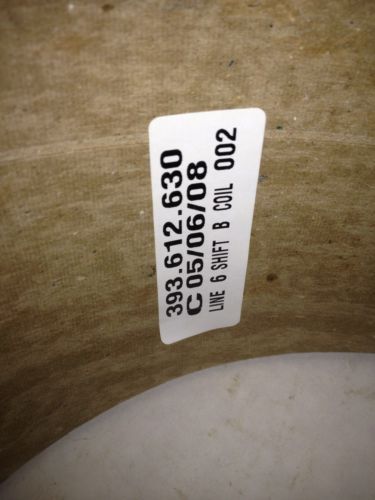 393.612.630
C 05/06/08
LINE 6 SHIFT B COIL 002